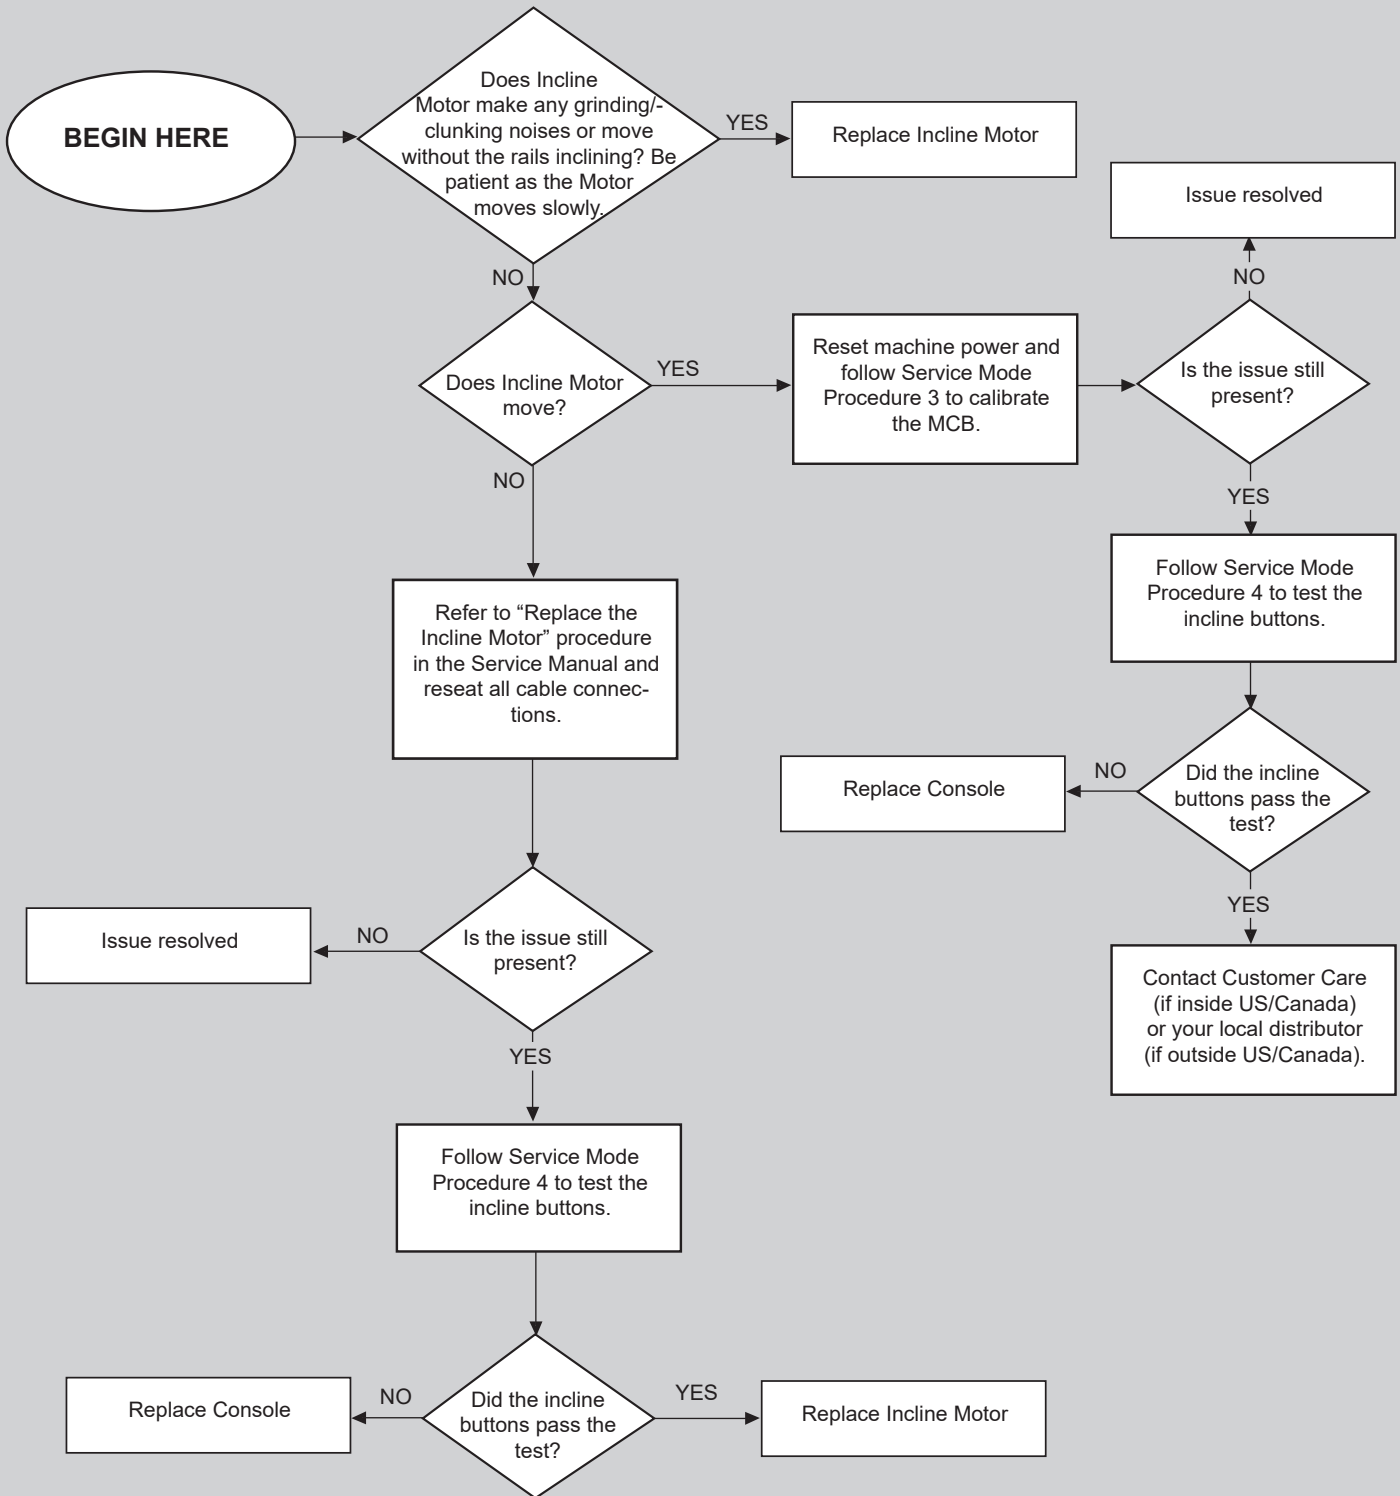 BEGIN HERE
Does Incline
Motor make any grinding/-
clunking noises or move
without the rails inclining? Be
patient as the Motor
moves slowly.
YES
Replace Incline Motor
NO
Does Incline Motor
move?
YES
Reset machine power and
follow Service Mode
Procedure 3 to calibrate
the MCB.
Is the issue still
present?
NO
Issue resolved
YES
Follow Service Mode
Procedure 4 to test the
incline buttons.
Did the incline
buttons pass the
test?
NO
Replace Console
YES
Contact Customer Care
(if inside US/Canada)
or your local distributor
(if outside US/Canada).
NO
Refer to “Replace the
Incline Motor” procedure
in the Service Manual and
reseat all cable connec-
tions.
Is the issue still
present?
NO
Issue resolved
YES
Follow Service Mode
Procedure 4 to test the
incline buttons.
Did the incline
buttons pass the
test?
NO
Replace Console
YES
Replace Incline Motor